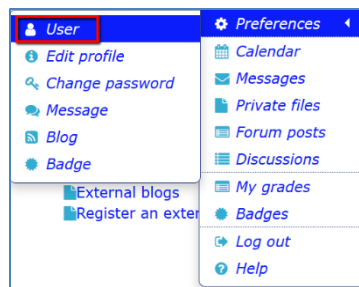 User
Edit profile
Change password
Message
Blog
Badge
External blogs
Register an exter
Preferences
Calendar
Messages
Private files
Forum posts
Discussions
My grades
Badges
Log out
Help